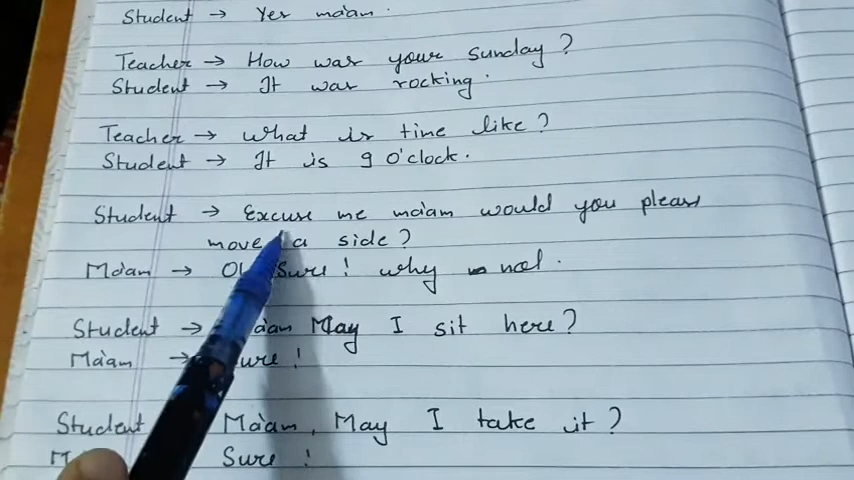 Student → Yes ma'am.
Teacher → How was your sunday?
Student → It was rocking.
Teacher → what is time like?
Student → It is 9 o'clock.
Student → Excuse me ma'am would you please
move a side?
Ma'am → Oh sure! why not.
Student → Ma'am May I sit here?
Ma'am → Sure!
Student Ma'am, May I take it?
Sure!